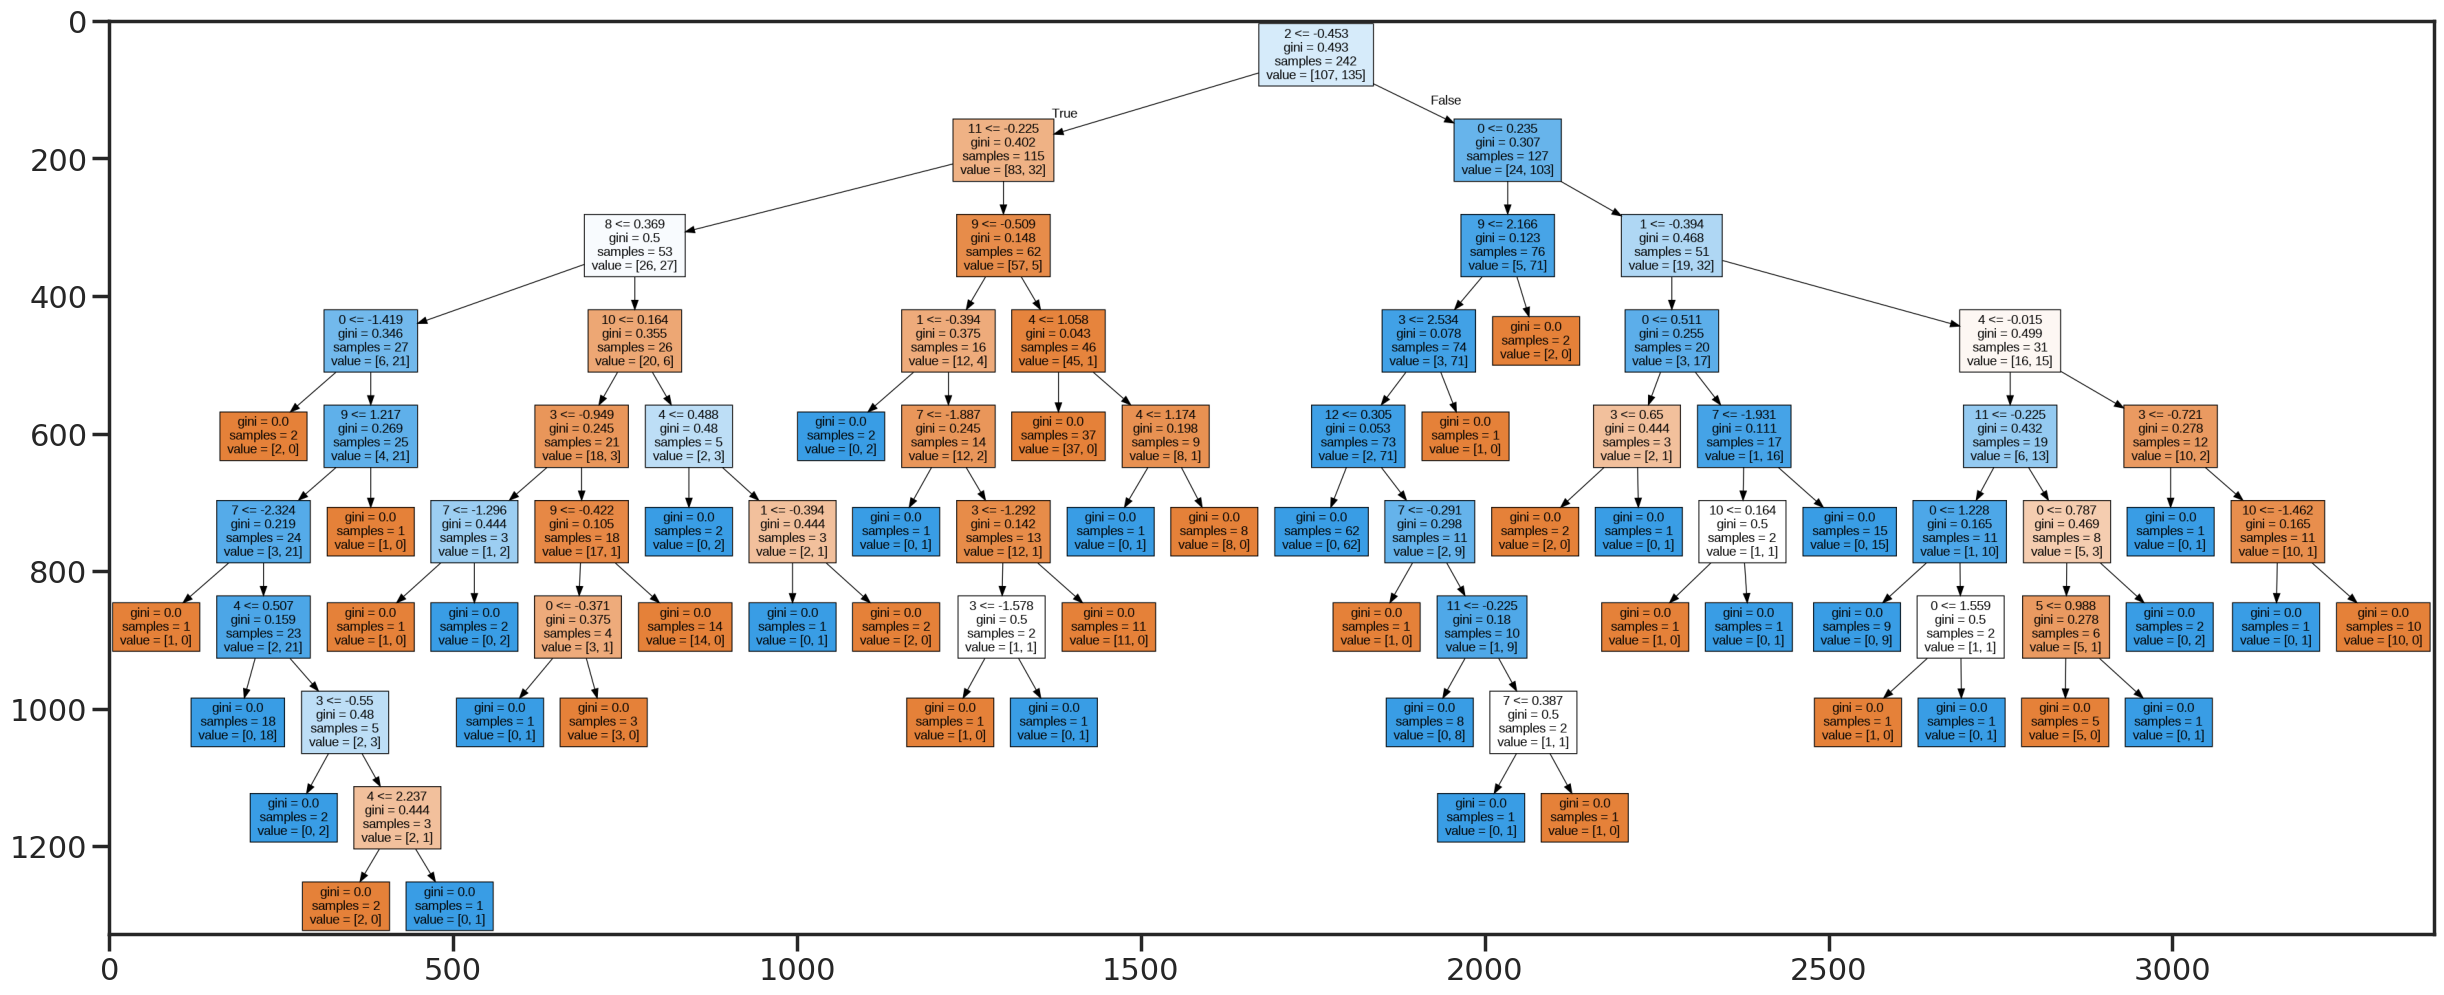 0
200
400
600
800
1000
1200
0
500
1000
1500
2000
2500
3000
2 <= -0.453
gini = 0.493
samples = 242
value = [107, 135]
True
False
11 <= -0.225
gini = 0.402
samples = 115
value = [83, 32]
0 <= 0.235
gini = 0.307
samples = 127
value = [24, 103]
8 <= 0.369
gini = 0.5
samples = 53
value = [26, 27]
9 <= -0.509
gini = 0.148
samples = 62
value = [57, 5]
9 <= 2.166
gini = 0.123
samples = 76
value = [5, 71]
1 <= -0.394
gini = 0.468
samples = 51
value = [19, 32]
0 <= -1.419
gini = 0.346
samples = 27
value = [6, 21]
10 <= 0.164
gini = 0.355
samples = 26
value = [20, 6]
1 <= -0.394
gini = 0.375
samples = 16
value = [12, 4]
4 <= 1.058
gini = 0.043
samples = 46
value = [45, 1]
3 <= 2.534
gini = 0.078
samples = 74
value = [3, 71]
gini = 0.0
samples = 2
value = [2, 0]
0 <= 0.511
gini = 0.255
samples = 20
value = [3, 17]
4 <= -0.015
gini = 0.499
samples = 31
value = [16, 15]
gini = 0.0
samples = 2
value = [2, 0]
9 <= 1.217
gini = 0.269
samples = 25
value = [4, 21]
3 <= -0.949
gini = 0.245
samples = 21
value = [18, 3]
4 <= 0.488
gini = 0.48
samples = 5
value = [2, 3]
gini = 0.0
samples = 2
value = [0, 2]
7 <= -1.887
gini = 0.245
samples = 14
value = [12, 2]
gini = 0.0
samples = 37
value = [37, 0]
4 <= 1.174
gini = 0.198
samples = 9
value = [8, 1]
12 <= 0.305
gini = 0.053
samples = 73
value = [2, 71]
gini = 0.0
samples = 1
value = [1, 0]
3 <= 0.65
gini = 0.444
samples = 3
value = [2, 1]
7 <= -1.931
gini = 0.111
samples = 17
value = [1, 16]
11 <= -0.225
gini = 0.432
samples = 19
value = [6, 13]
3 <= -0.721
gini = 0.278
samples = 12
value = [10, 2]
7 <= -2.324
gini = 0.219
samples = 24
value = [3, 21]
gini = 0.0
samples = 1
value = [1, 0]
7 <= -1.296
gini = 0.444
samples = 3
value = [1, 2]
9 <= -0.422
gini = 0.105
samples = 18
value = [17, 1]
gini = 0.0
samples = 2
value = [0, 2]
1 <= -0.394
gini = 0.444
samples = 3
value = [2, 1]
gini = 0.0
samples = 1
value = [0, 1]
3 <= -1.292
gini = 0.142
samples = 13
value = [12, 1]
gini = 0.0
samples = 1
value = [0, 1]
gini = 0.0
samples = 8
value = [8, 0]
gini = 0.0
samples = 62
value = [0, 62]
7 <= -0.291
gini = 0.298
samples = 11
value = [2, 9]
gini = 0.0
samples = 2
value = [2, 0]
gini = 0.0
samples = 1
value = [0, 1]
10 <= 0.164
gini = 0.5
samples = 2
value = [1, 1]
gini = 0.0
samples = 15
value = [0, 15]
0 <= 1.228
gini = 0.165
samples = 11
value = [1, 10]
0 <= 0.787
gini = 0.469
samples = 8
value = [5, 3]
gini = 0.0
samples = 1
value = [0, 1]
10 <= -1.462
gini = 0.165
samples = 11
value = [10, 1]
gini = 0.0
samples = 1
value = [1, 0]
4 <= 0.507
gini = 0.159
samples = 23
value = [2, 21]
gini = 0.0
samples = 1
value = [1, 0]
gini = 0.0
samples = 2
value = [0, 2]
0 <= -0.371
gini = 0.375
samples = 4
value = [3, 1]
gini = 0.0
samples = 14
value = [14, 0]
gini = 0.0
samples = 1
value = [0, 1]
gini = 0.0
samples = 2
value = [2, 0]
3 <= -1.578
gini = 0.5
samples = 2
value = [1, 1]
gini = 0.0
samples = 11
value = [11, 0]
gini = 0.0
samples = 1
value = [1, 0]
11 <= -0.225
gini = 0.18
samples = 10
value = [1, 9]
gini = 0.0
samples = 1
value = [1, 0]
gini = 0.0
samples = 1
value = [0, 1]
gini = 0.0
samples = 9
value = [0, 9]
0 <= 1.559
gini = 0.5
samples = 2
value = [1, 1]
5 <= 0.988
gini = 0.278
samples = 6
value = [5, 1]
gini = 0.0
samples = 2
value = [0, 2]
gini = 0.0
samples = 1
value = [0, 1]
gini = 0.0
samples = 10
value = [10, 0]
gini = 0.0
samples = 18
value = [0, 18]
3 <= -0.55
gini = 0.48
samples = 5
value = [2, 3]
gini = 0.0
samples = 1
value = [0, 1]
gini = 0.0
samples = 3
value = [3, 0]
gini = 0.0
samples = 1
value = [1, 0]
gini = 0.0
samples = 1
value = [0, 1]
gini = 0.0
samples = 8
value = [0, 8]
7 <= 0.387
gini = 0.5
samples = 2
value = [1, 1]
gini = 0.0
samples = 1
value = [1, 0]
gini = 0.0
samples = 1
value = [0, 1]
gini = 0.0
samples = 5
value = [5, 0]
gini = 0.0
samples = 1
value = [0, 1]
gini = 0.0
samples = 2
value = [0, 2]
4 <= 2.237
gini = 0.444
samples = 3
value = [2, 1]
gini = 0.0
samples = 1
value = [0, 1]
gini = 0.0
samples = 1
value = [1, 0]
gini = 0.0
samples = 2
value = [2, 0]
gini = 0.0
samples = 1
value = [0, 1]